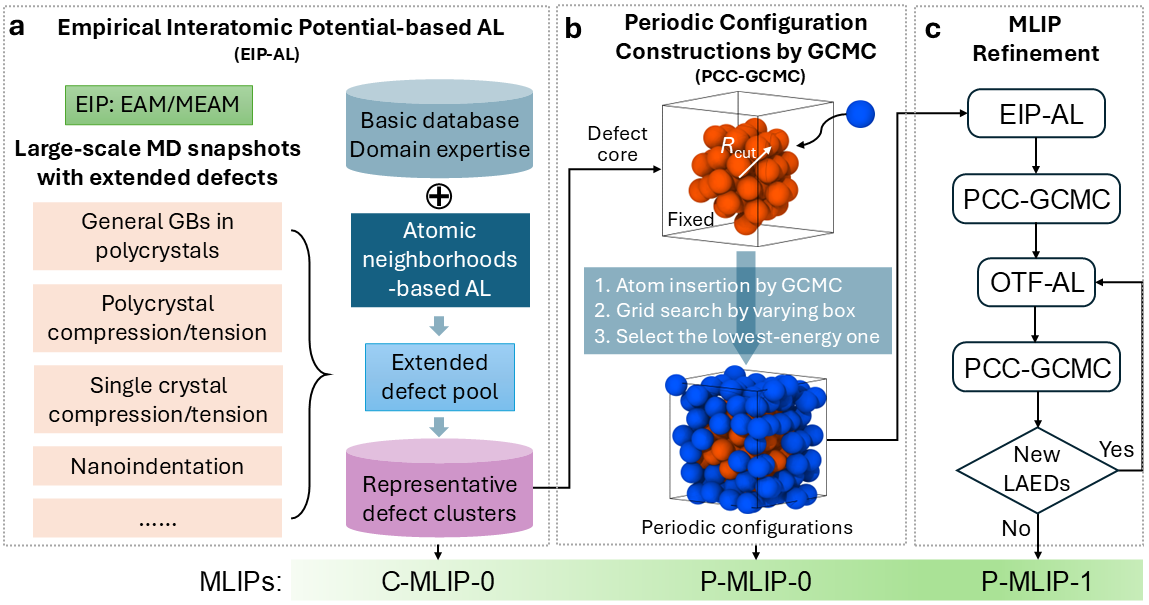 a
Empirical Interatomic Potential-based AL
(EIP-AL)
EIP: EAM/MEAM
Large-scale MD snapshots
with extended defects
General GBs in
polycrystals
Polycrystal
compression/tension
Single crystal
compression/tension
Nanoindentation
......
Basic database
Domain expertise
Atomic
neighborhoods
-based AL
Extended
defect pool
Representative
defect clusters
b
Periodic Configuration
Constructions by GCMC
(PCC-GCMC)
Defect
core
Rcut
Fixed
1. Atom insertion by GCMC
2. Grid search by varying box
3. Select the lowest-energy one
Periodic configurations
c
MLIP
Refinement
EIP-AL
PCC-GCMC
OTF-AL
PCC-GCMC
New
LAEDs
Yes
No
MLIPs:
C-MLIP-0
P-MLIP-0
P-MLIP-1